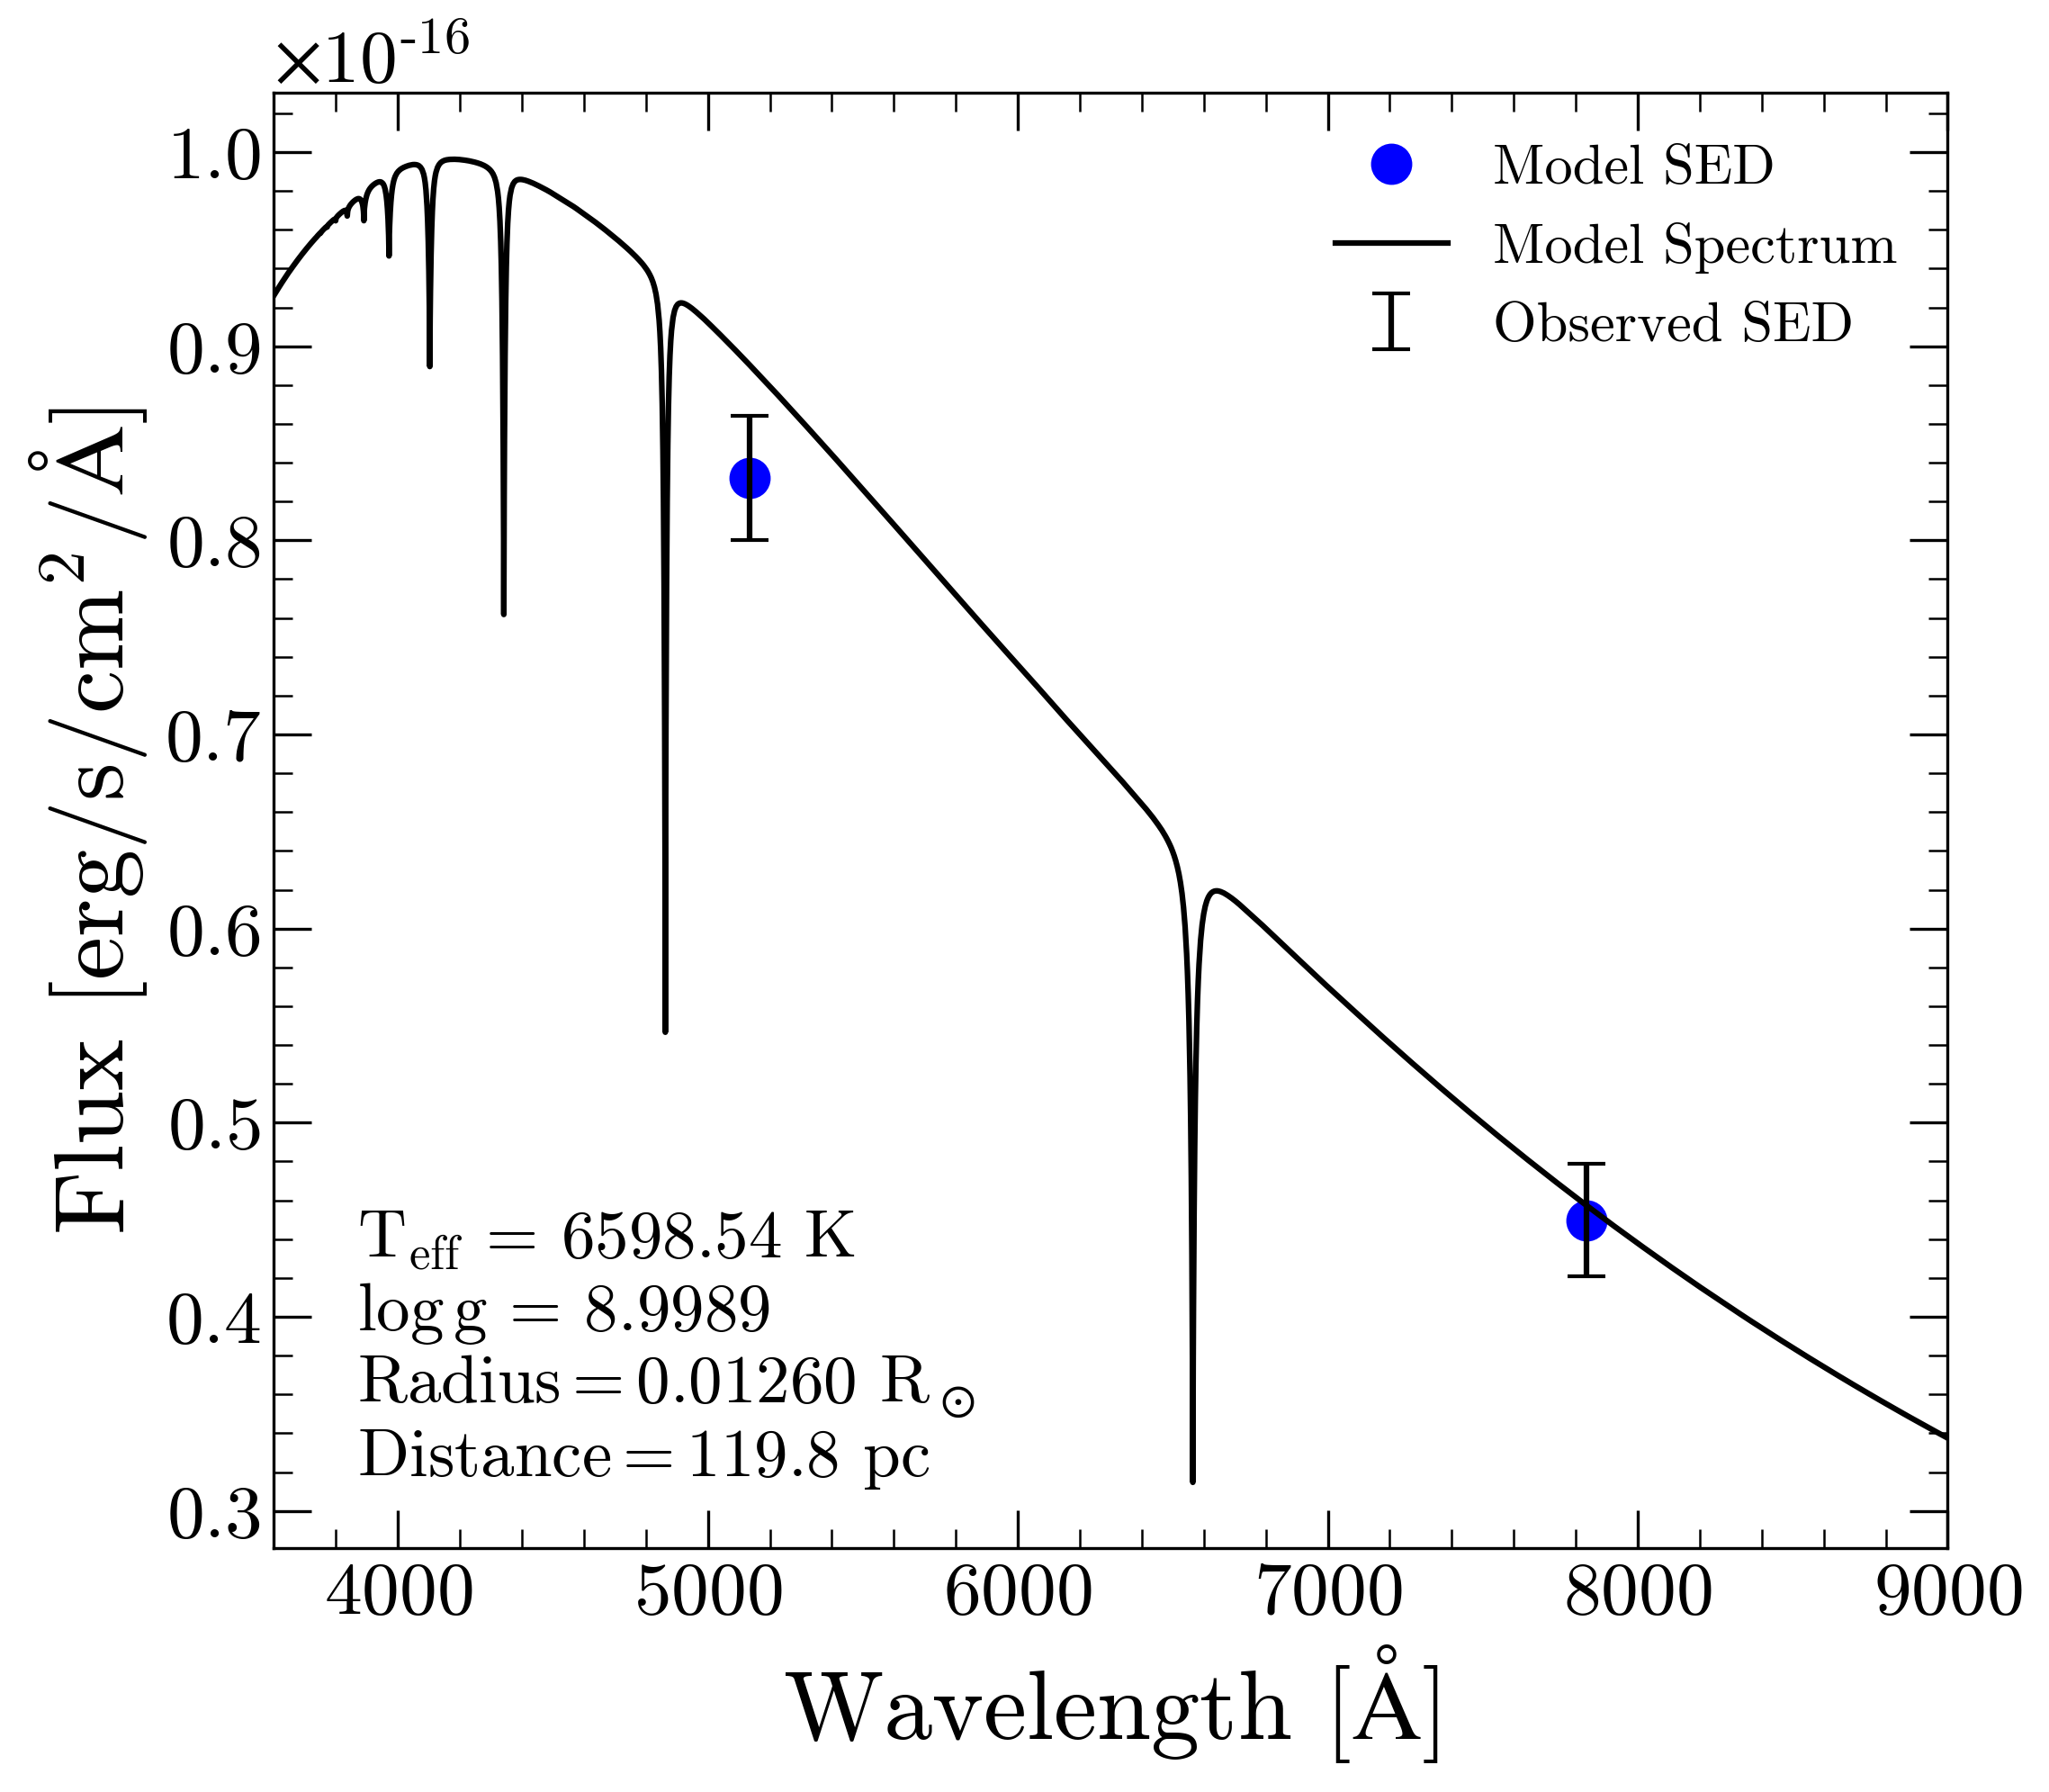 ×10⁻¹⁶
1.0
0.9
0.8
0.7
0.6
0.5
0.4
0.3
Flux [erg/s/cm²/Å]
Model SED
Model Spectrum
Observed SED
T_eff = 6598.54 K
log g = 8.9989
Radius = 0.01260 R_⊙
Distance = 119.8 pc
4000 5000 6000 7000 8000 9000
Wavelength [Å]